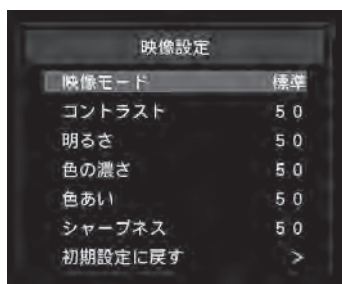 映像設定
映像モード 標準
コントラスト 50
明るさ 50
色の濃さ 50
色あい 50
シャープネス 50
初期設定に戻す >